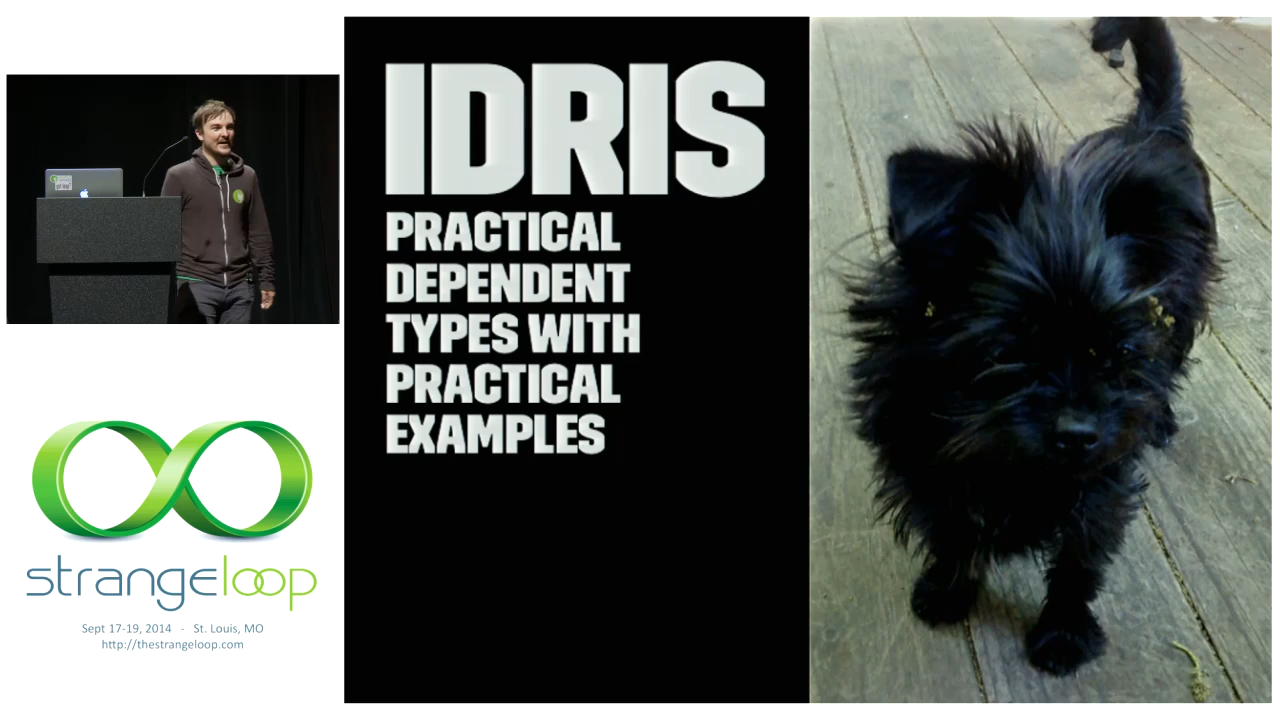 IDRIS
PRACTICAL
DEPENDENT
TYPES WITH
PRACTICAL
EXAMPLES
strangeloop
Sept 17-19, 2014 - St. Louis, MO
http://thestrangeloop.com